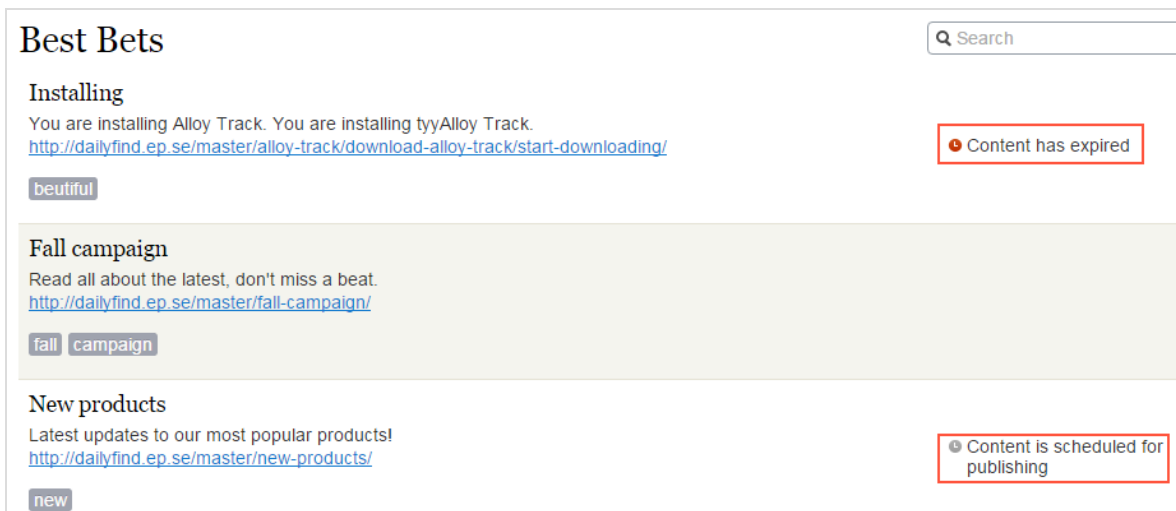 Best Bets
Search
Installing
You are installing Alloy Track. You are installing tyyAlloy Track.
http://dailyfind.ep.se/master/alloy-track/download-alloy-track/start-downloading/
Content has expired
beutiful
Fall campaign
Read all about the latest, don't miss a beat.
http://dailyfind.ep.se/master/fall-campaign/
fall campaign
New products
Latest updates to our most popular products!
http://dailyfind.ep.se/master/new-products/
Content is scheduled for
publishing
new